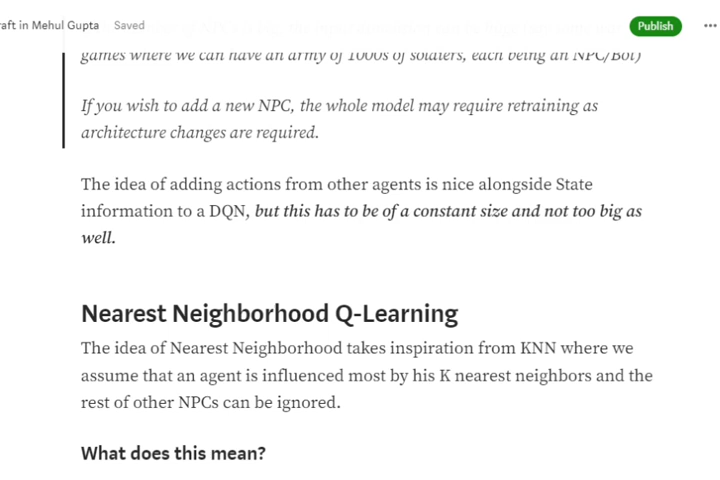 raft in Mehul Gupta Saved Publish
games where we can have an army of 1000s of soldiers, each being an NPC/Bot)
If you wish to add a new NPC, the whole model may require retraining as
architecture changes are required.
The idea of adding actions from other agents is nice alongside State
information to a DQN, but this has to be of a constant size and not too big as
well.
Nearest Neighborhood Q-Learning
The idea of Nearest Neighborhood takes inspiration from KNN where we
assume that an agent is influenced most by his K nearest neighbors and the
rest of other NPCs can be ignored.
What does this mean?